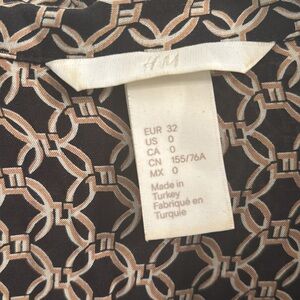 H&M
EUR 32
US 0
CA 0
CN 155/76A
MX 0
Made in
Turkey
Fabriqué en
Turquie